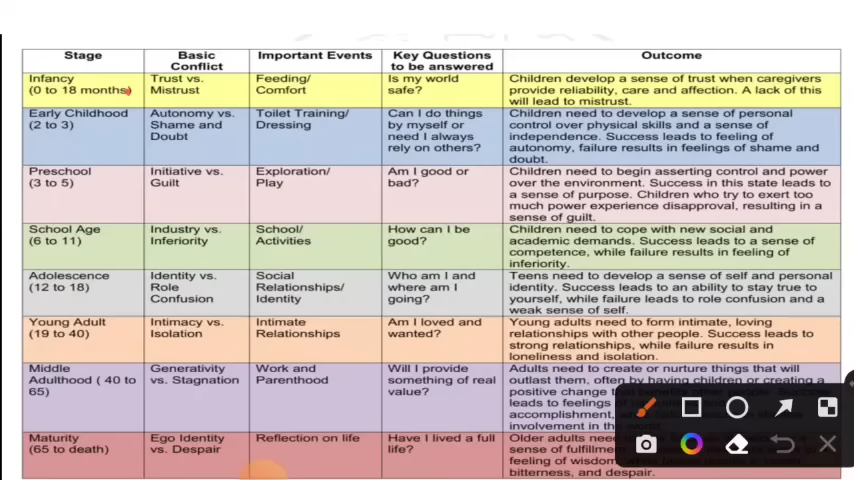 Stage
Basic
Conflict
Important Events
Key Questions
to be answered
Outcome
Infancy
(0 to 18 months)
Trust vs.
Mistrust
Feeding/
Comfort
Is my world
safe?
Children develop a sense of trust when caregivers
provide reliability, care and affection. A lack of this
will lead to mistrust.
Early Childhood
(2 to 3)
Autonomy vs.
Shame and
Doubt
Toilet Training/
Dressing
Can I do things
by myself or
need I always
rely on others?
Children need to develop a sense of personal
control over physical skills and a sense of
independence. Success leads to feeling of
autonomy, failure results in feelings of shame and
doubt.
Preschool
(3 to 5)
Initiative vs.
Guilt
Exploration/
Play
Am I good or
bad?
Children need to begin asserting control and power
over the environment. Success in this state leads to
a sense of purpose. Children who try to exert too
much power experience disapproval, resulting in a
sense of guilt.
School Age
(6 to 11)
Industry vs.
Inferiority
School/
Activities
How can I be
good?
Children need to cope with new social and
academic demands. Success leads to a sense of
competence, while failure results in feeling of
inferiority.
Adolescence
(12 to 18)
Identity vs.
Role
Confusion
Social
Relationships/
Identity
Who am I and
where am I
going?
Teens need to develop a sense of self and personal
identity. Success leads to an ability to stay true to
yourself, while failure leads to role confusion and a
weak sense of self.
Young Adult
(19 to 40)
Intimacy vs.
Isolation
Intimate
Relationships
Am I loved and
wanted?
Young adults need to form intimate, loving
relationships with other people. Success leads to
strong relationships, while failure results in
loneliness and isolation.
Middle
Adulthood ( 40 to
65)
Generativity
vs. Stagnation
Work and
Parenthood
Will I provide
something of real
value?
Adults need to create or nurture things that will
outlast them, often by having children or creating a
positive change
leads to feelings
accomplishment,
involvement in the
Maturity
(65 to death)
Ego Identity
vs. Despair
Reflection on life
Have I lived a full
life?
Older adults need
sense of fulfillment
feeling of wisdom
bitterness, and despair.